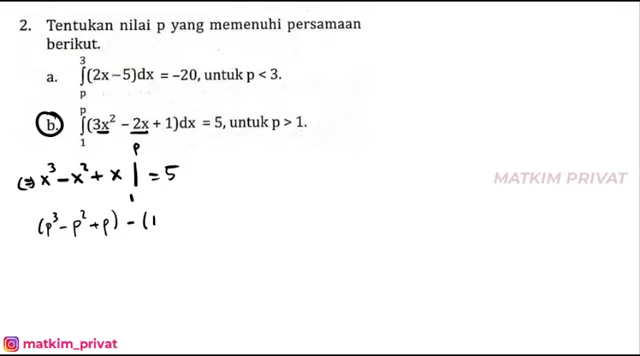 2. Tentukan nilai p yang memenuhi persamaan
berikut.
a. ∫₍p₎³(2x−5)dx = −20, untuk p < 3.
b. ∫₁ᵖ(3x² − 2x + 1)dx = 5, untuk p > 1.
(⇒) x³ − x² + x |₁ᵖ = 5
(p³ − p² + p) − (1
MATKIM PRIVAT
matkim_privat